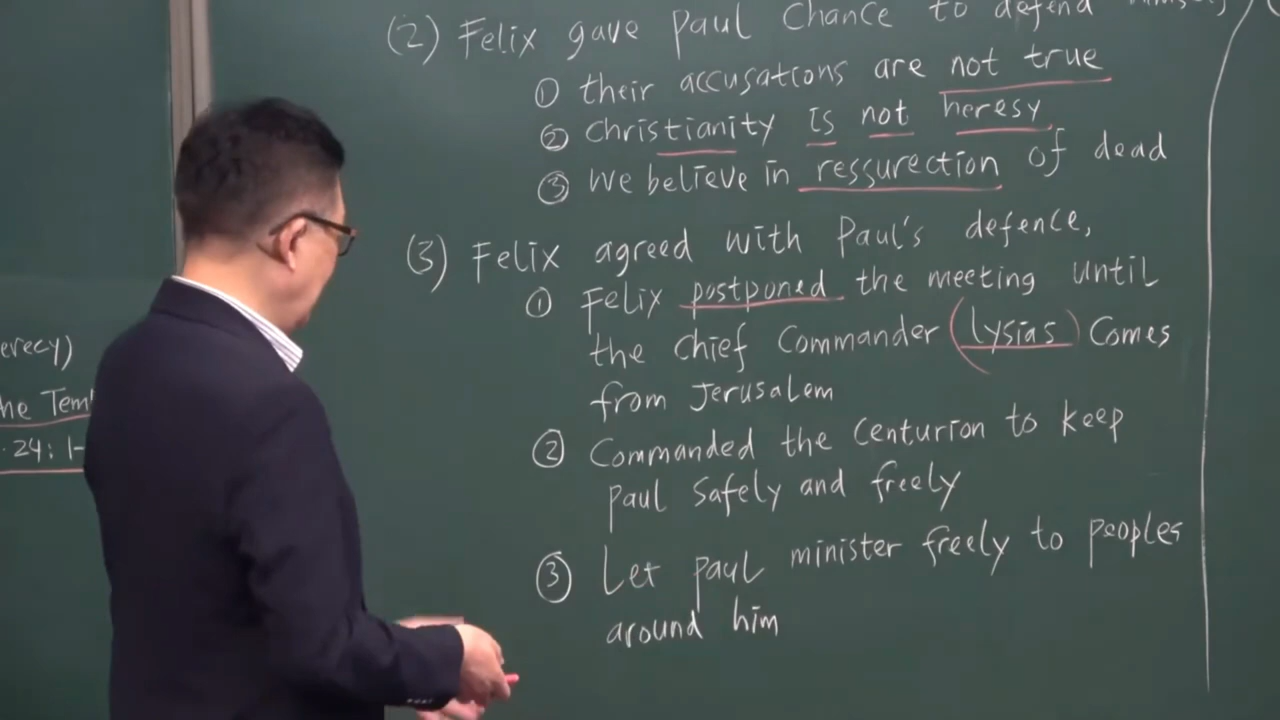 erecy)
he Tem
. 24: 1-
(2) Felix gave Paul Chance to defend himself
① their accusations are not true
② Christianity is not heresy
③ We believe in ressurection of dead
(3) Felix agreed with Paul's defence,
① Felix postponed the meeting until
the Chief Commander (lysias) Comes
from Jerusalem
② Commanded the Centurion to keep
Paul Safely and freely
③ Let Paul minister freely to peoples
around him